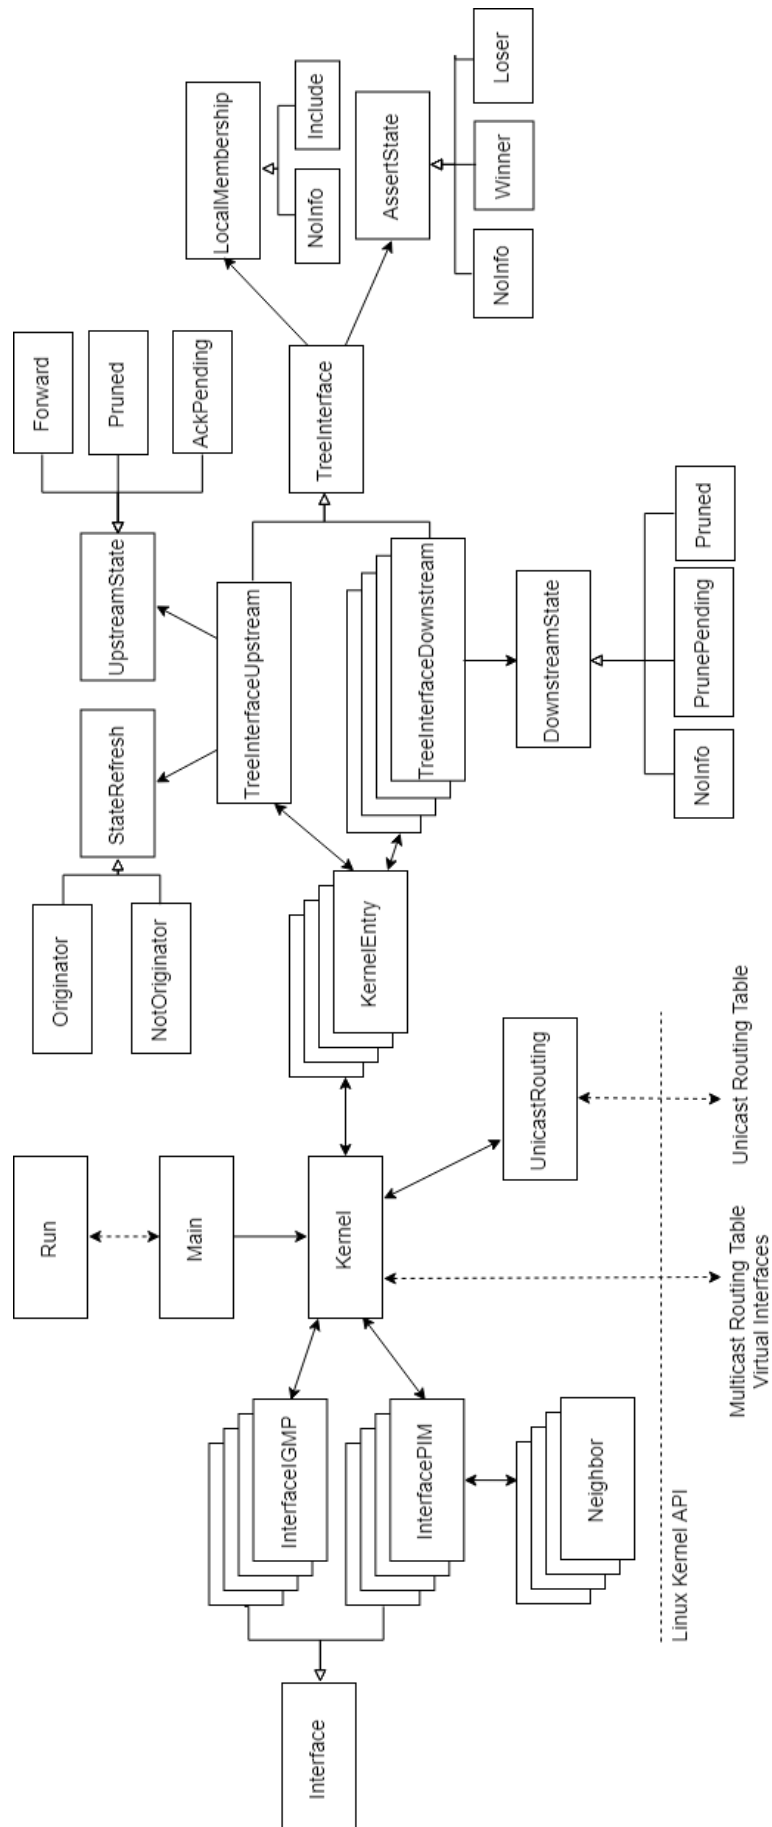 Run
Originator
Forward
Main
NotOriginator
StateRefresh
UpstreamState
Pruned
AckPending
LocalMembership
Include
NoInfo
Interface
InterfaceIGMP
Kernel
KernelEntry
TreeInterfaceUpstream
TreeInterface
AssertState
InterfacePIM
TreeInterfaceDownstream
Loser
Winner
NoInfo
Neighbor
UnicastRouting
DownstreamState
Linux Kernel API
NoInfo
PrunePending
Pruned
Multicast Routing Table
Virtual Interfaces
Unicast Routing Table